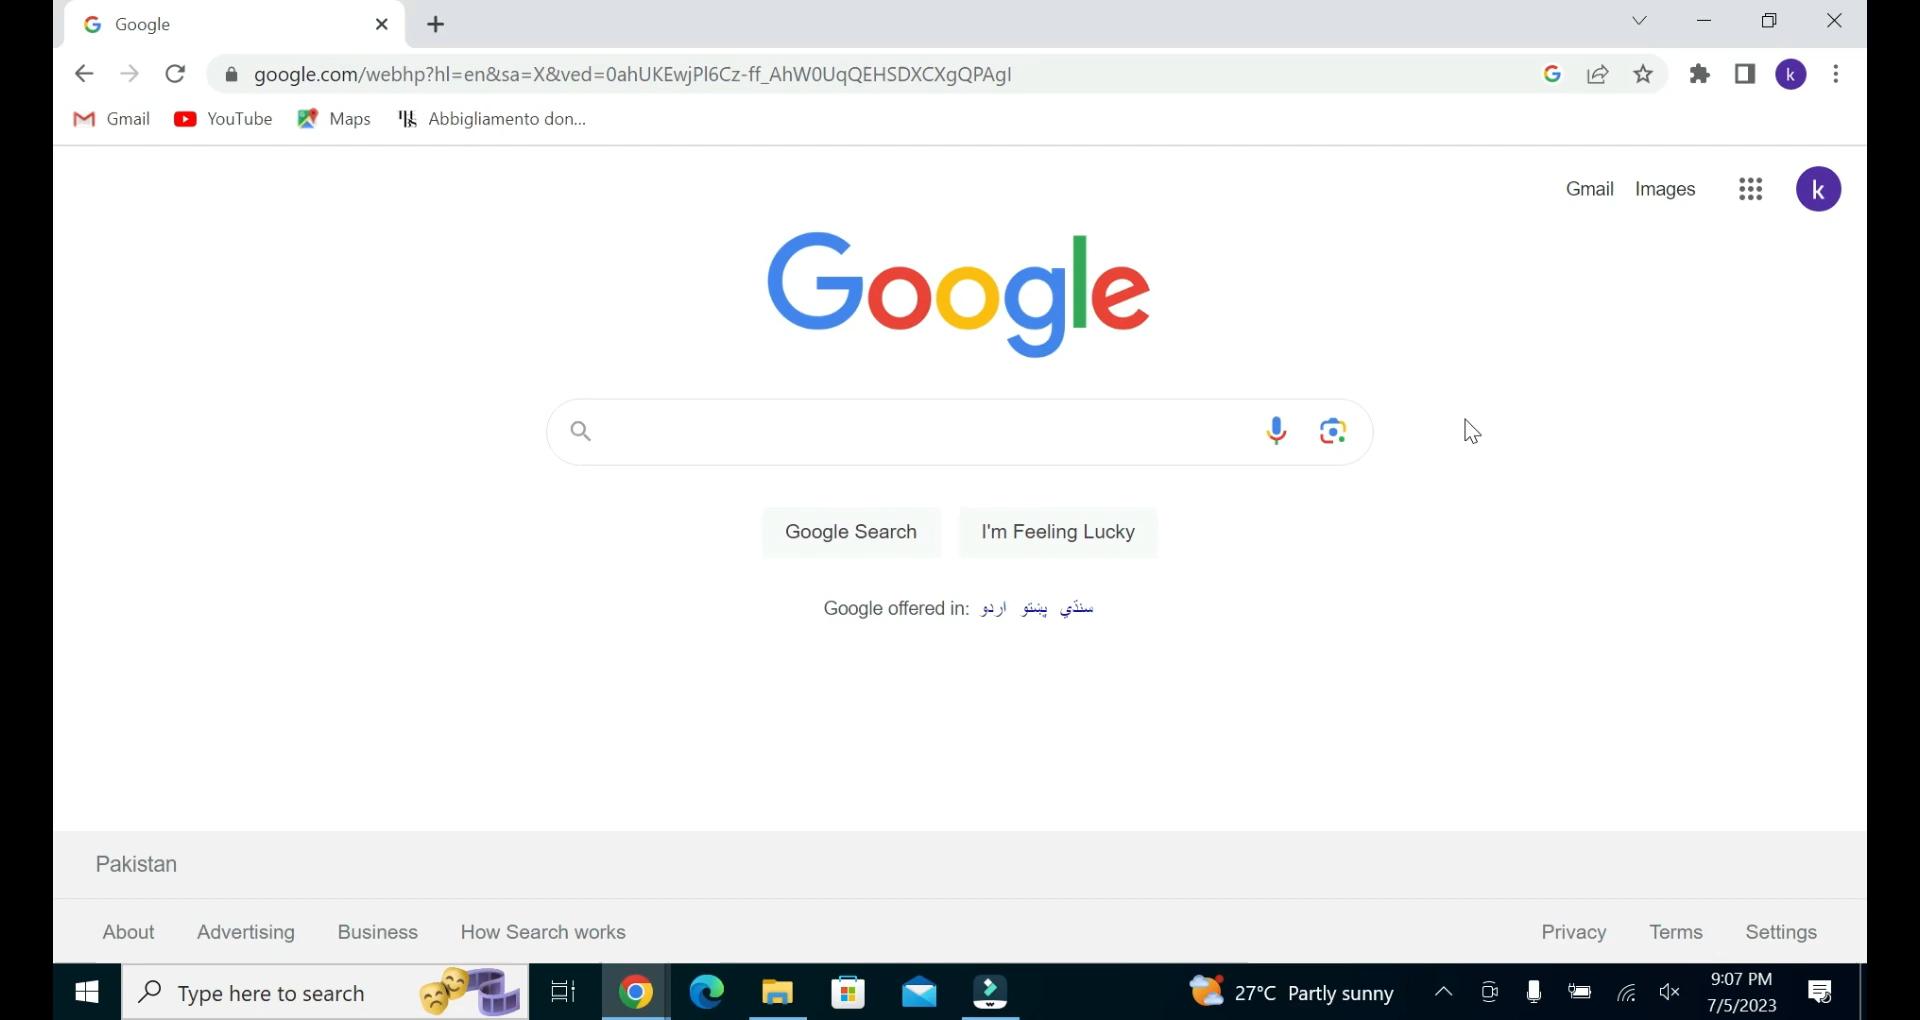 Google
google.com/webhp?hl=en&sa=X&ved=0ahUKEwjPl6Cz-ff_AhW0UqQEHSDXCXgQPAgI
k
Gmail YouTube Maps Abbigliamento don...
Gmail Images k
Google
Google Search I'm Feeling Lucky
Google offered in: اردو پښتو سنڌي
Pakistan
About Advertising Business How Search works Privacy Terms Settings
Type here to search 27°C Partly sunny 9:07 PM
7/5/2023